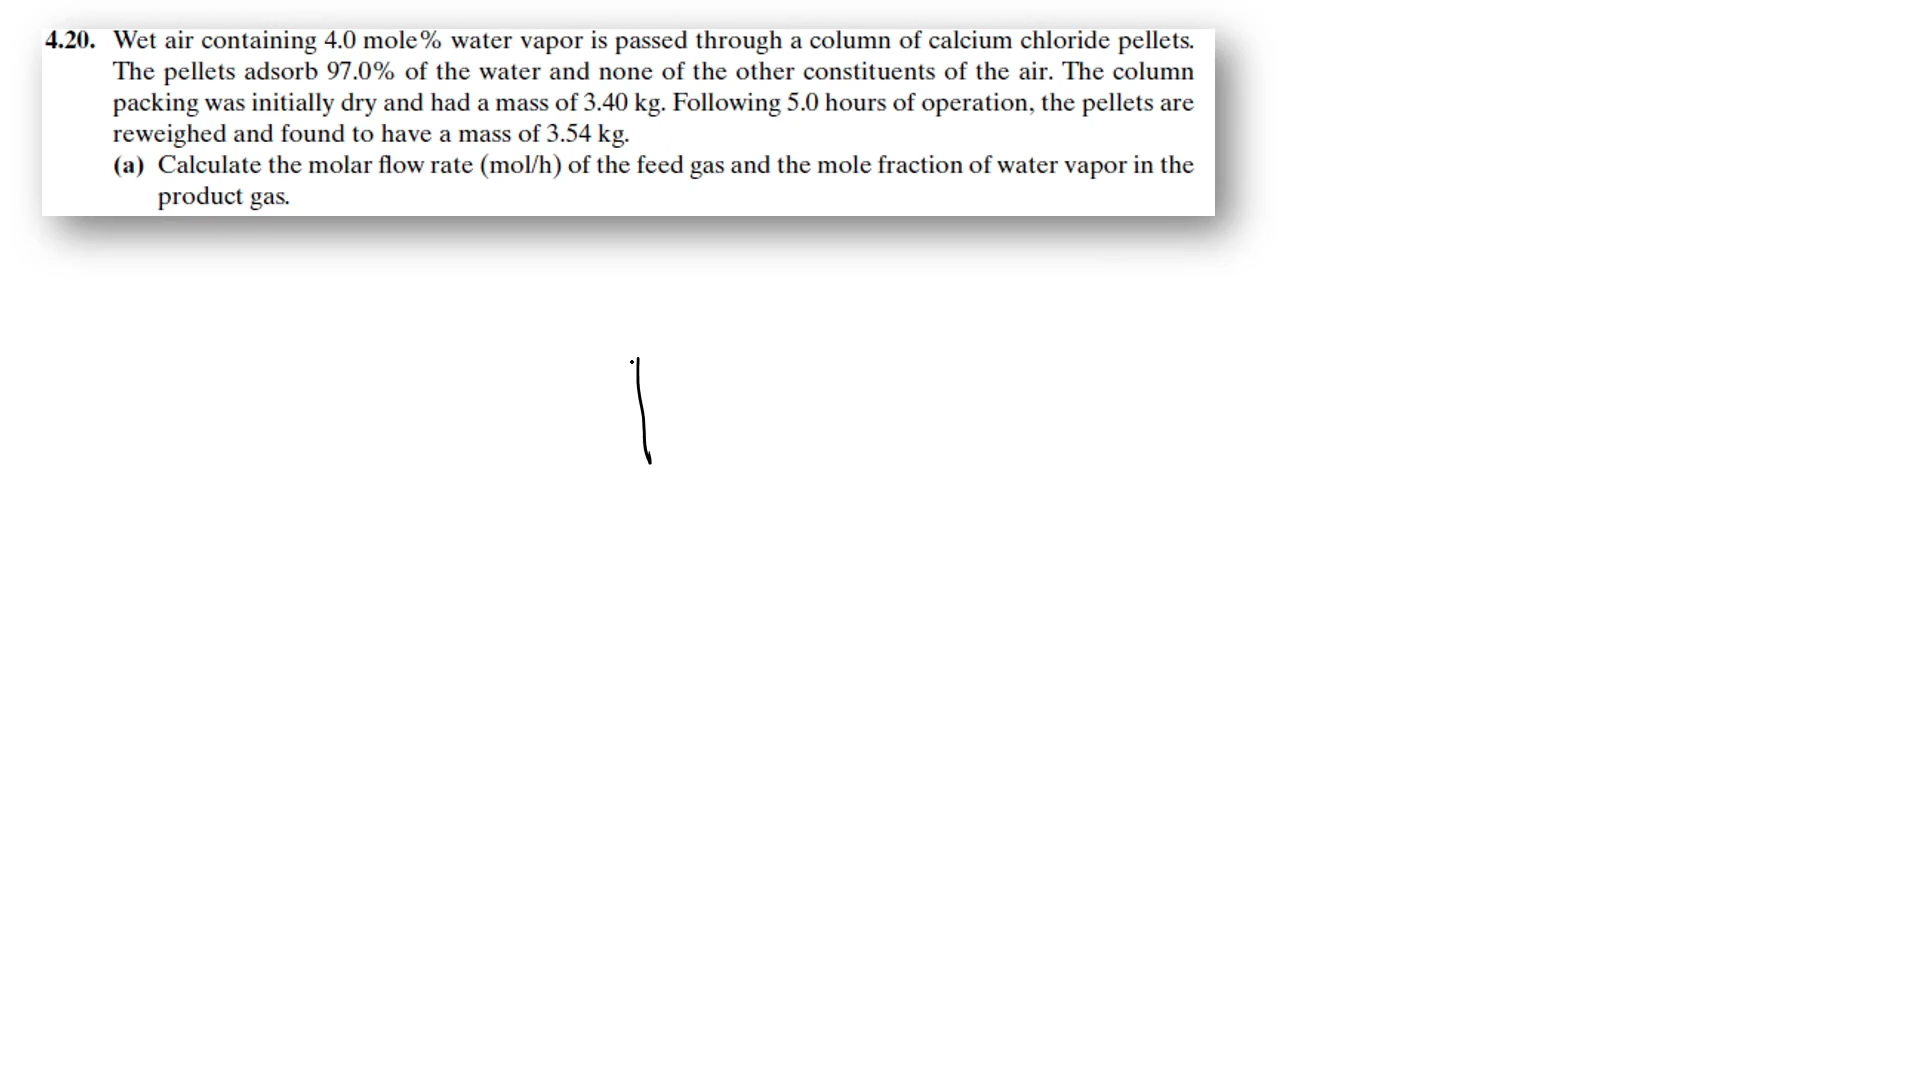 4.20. Wet air containing 4.0 mole% water vapor is passed through a column of calcium chloride pellets.
The pellets adsorb 97.0% of the water and none of the other constituents of the air. The column
packing was initially dry and had a mass of 3.40 kg. Following 5.0 hours of operation, the pellets are
reweighed and found to have a mass of 3.54 kg.
(a) Calculate the molar flow rate (mol/h) of the feed gas and the mole fraction of water vapor in the
product gas.